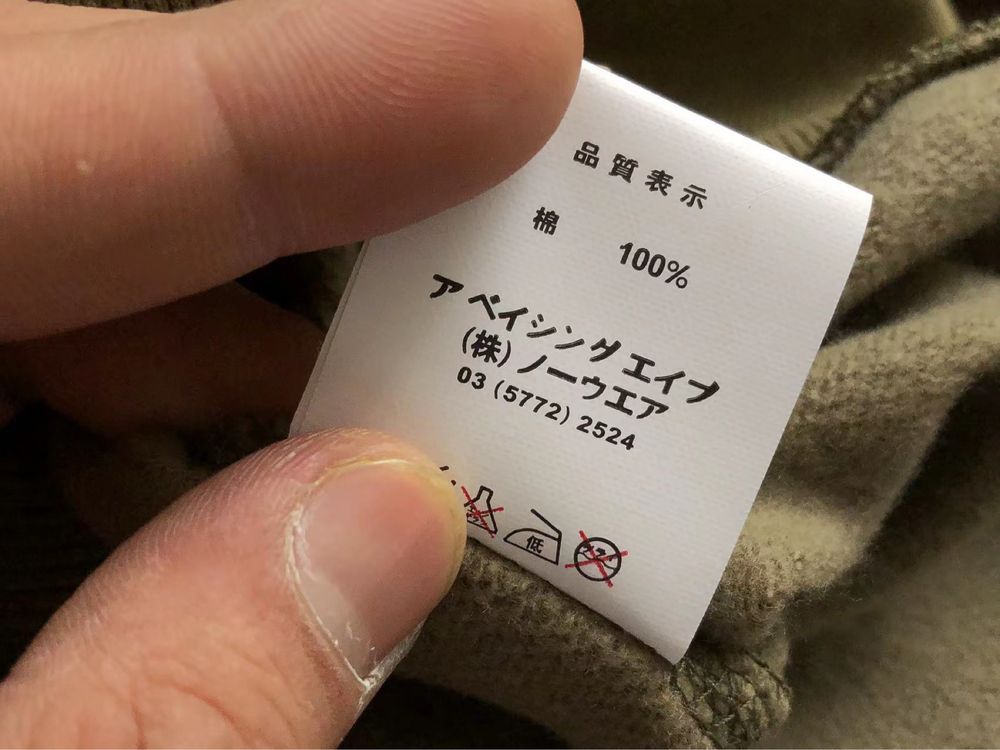 品質表示
棉 100%
ア ベイシング エイプ
(株) ノーウエア
03 (5772) 2524
低